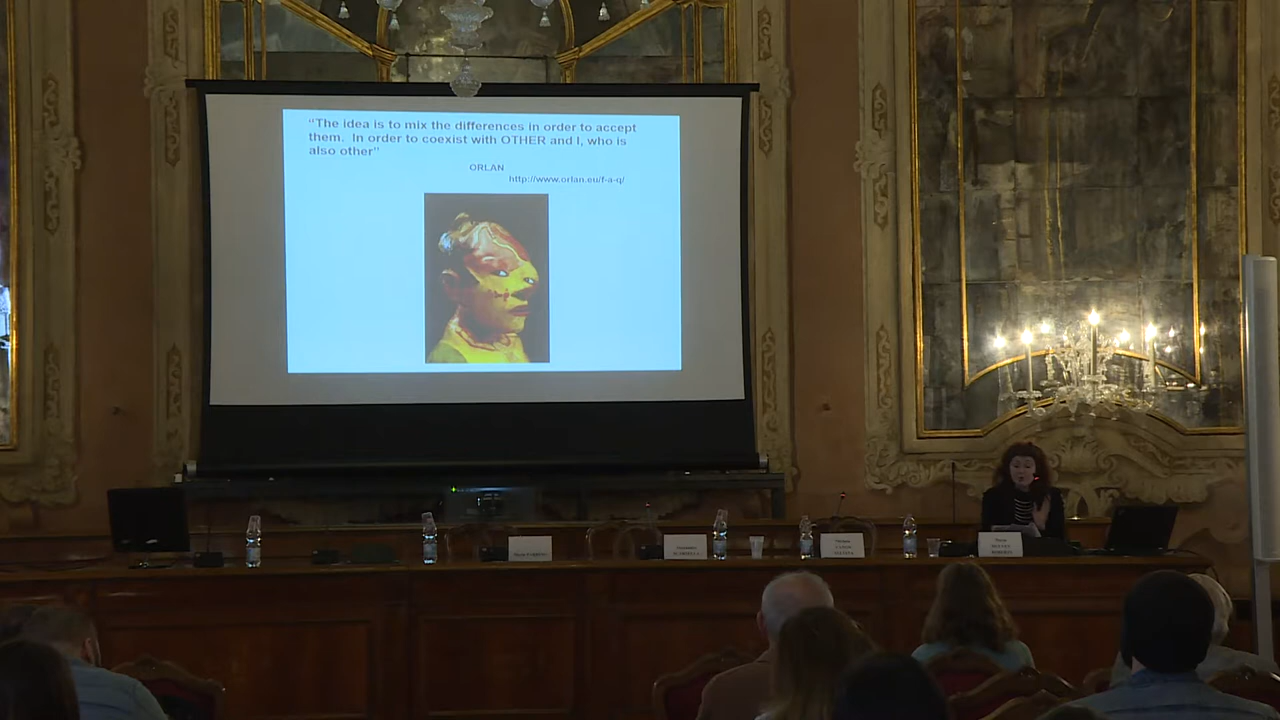 “The idea is to mix the differences in order to accept
them.  In order to coexist with OTHER and I, who is
also other”
ORLAN
http://www.orlan.eu/f-a-q/